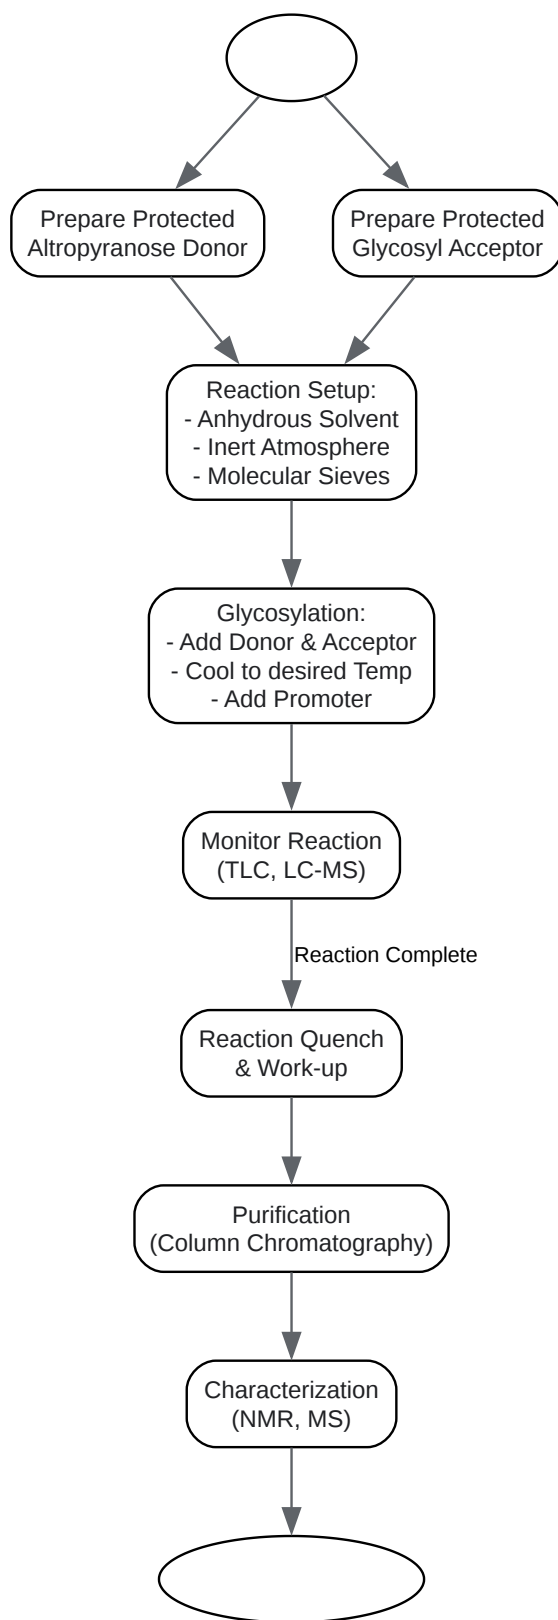 Prepare Protected
Altropyranose Donor
Prepare Protected
Glycosyl Acceptor
Reaction Setup:
- Anhydrous Solvent
- Inert Atmosphere
- Molecular Sieves
Glycosylation:
- Add Donor & Acceptor
- Cool to desired Temp
- Add Promoter
Monitor Reaction
(TLC, LC-MS)
Reaction Complete
Reaction Quench
& Work-up
Purification
(Column Chromatography)
Characterization
(NMR, MS)